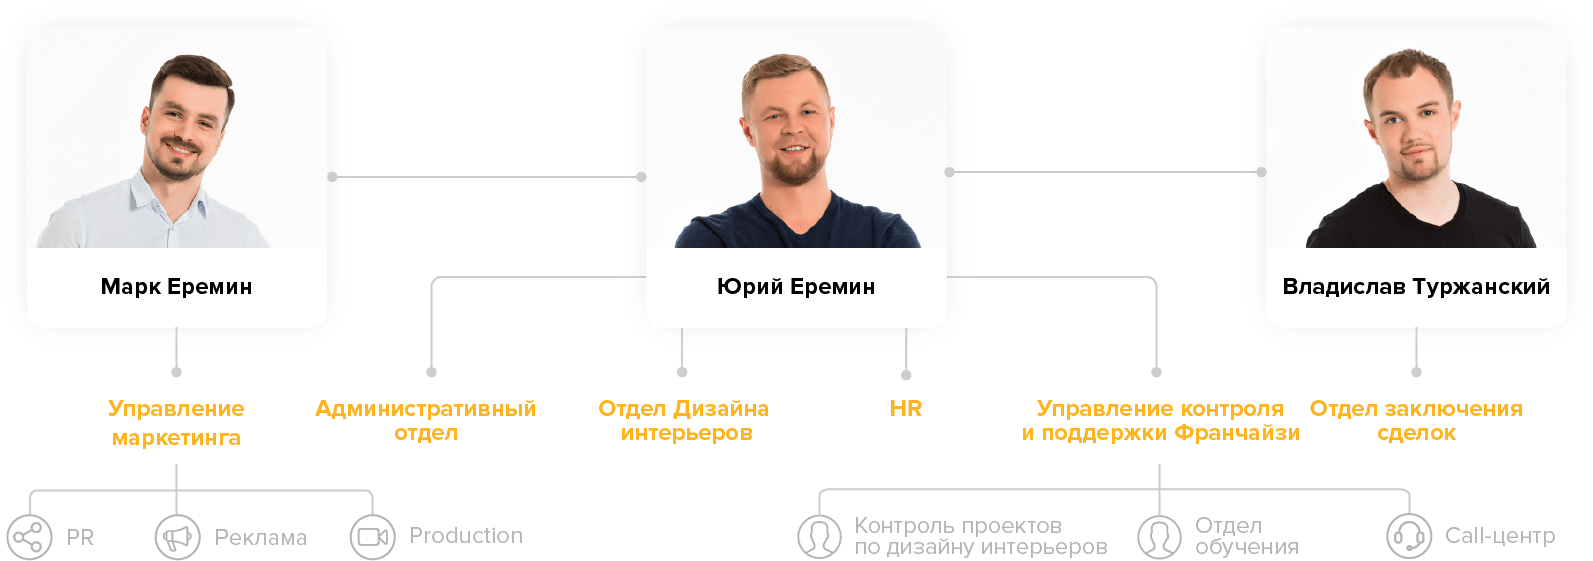 Марк Еремин
Юрий Еремин
Владислав Туржанский
Управление
маркетинга
Административный
отдел
Отдел Дизайна
интерьеров
HR
Управление контроля
и поддержки Франчайзи
Отдел заключения
сделок
PR
Реклама
Production
Контроль проектов
по дизайну интерьеров
Отдел
обучения
Call-центр